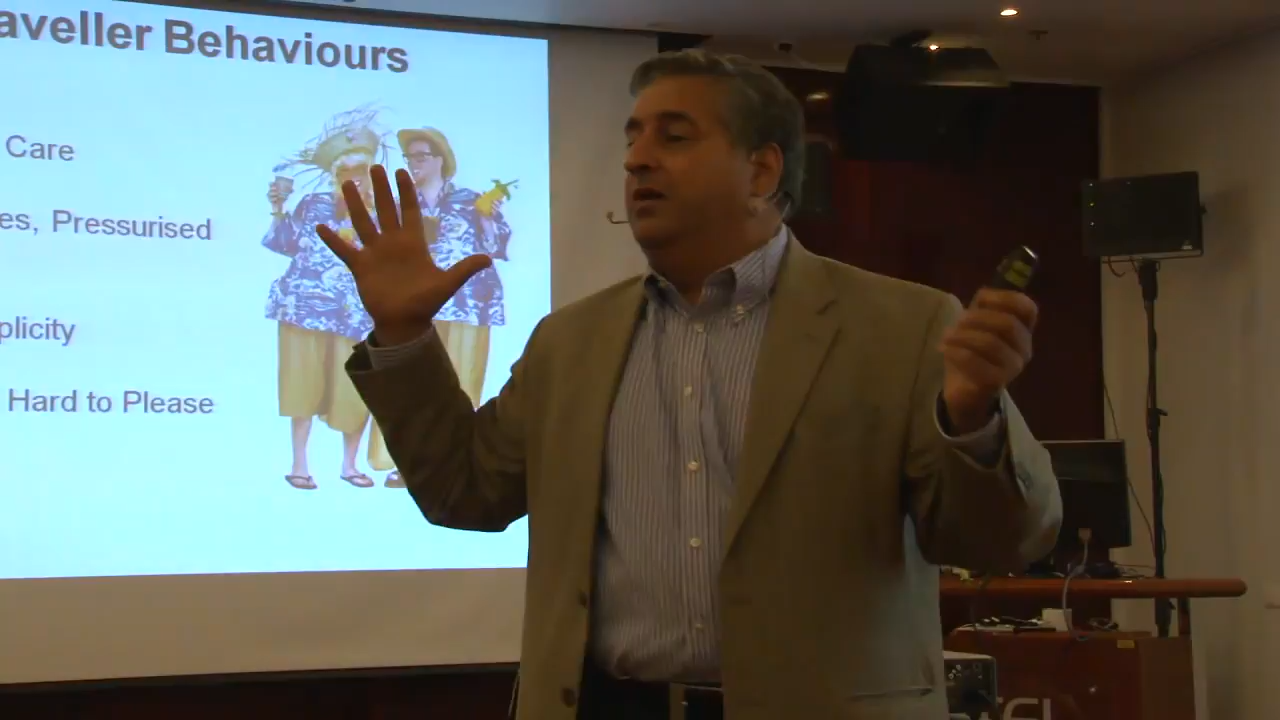 aveller Behaviours
Care
es, Pressurised
plicity
Hard to Please